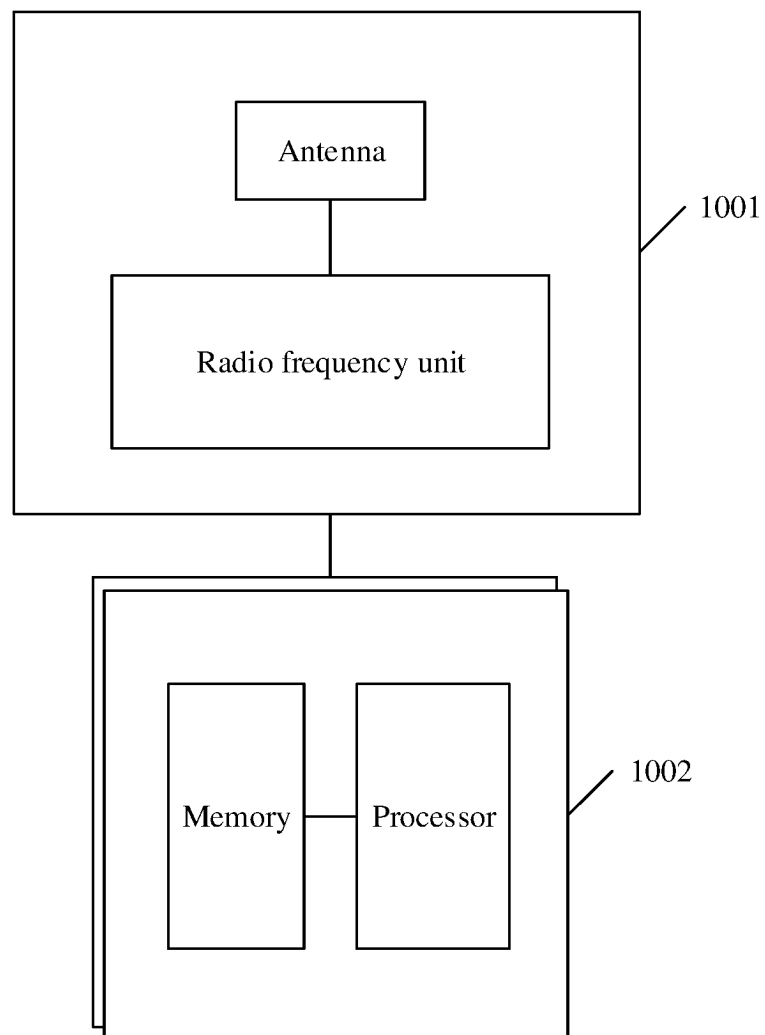 Antenna
1001
Radio frequency unit
1002
Memory
Processor